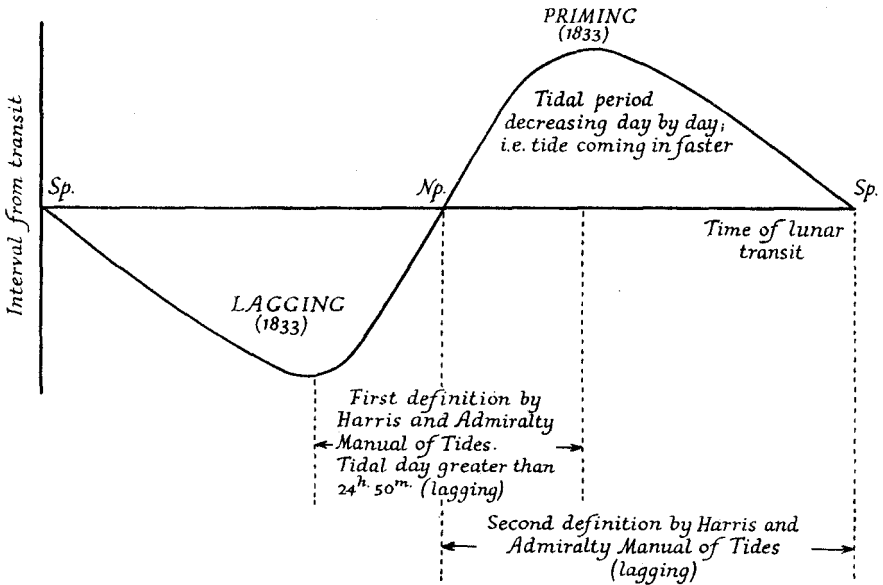 PRIMING
(1833)
Tidal period
decreasing day by day;
i.e. tide coming in faster
Interval from transit
Sp.
Np.
Sp.
Time of lunar
transit
LAGGING
(1833)
First definition by
Harris and Admiralty
Manual of Tides.
Tidal day greater than
24h. 50m. (lagging)
Second definition by Harris and
Admiralty Manual of Tides
(lagging)